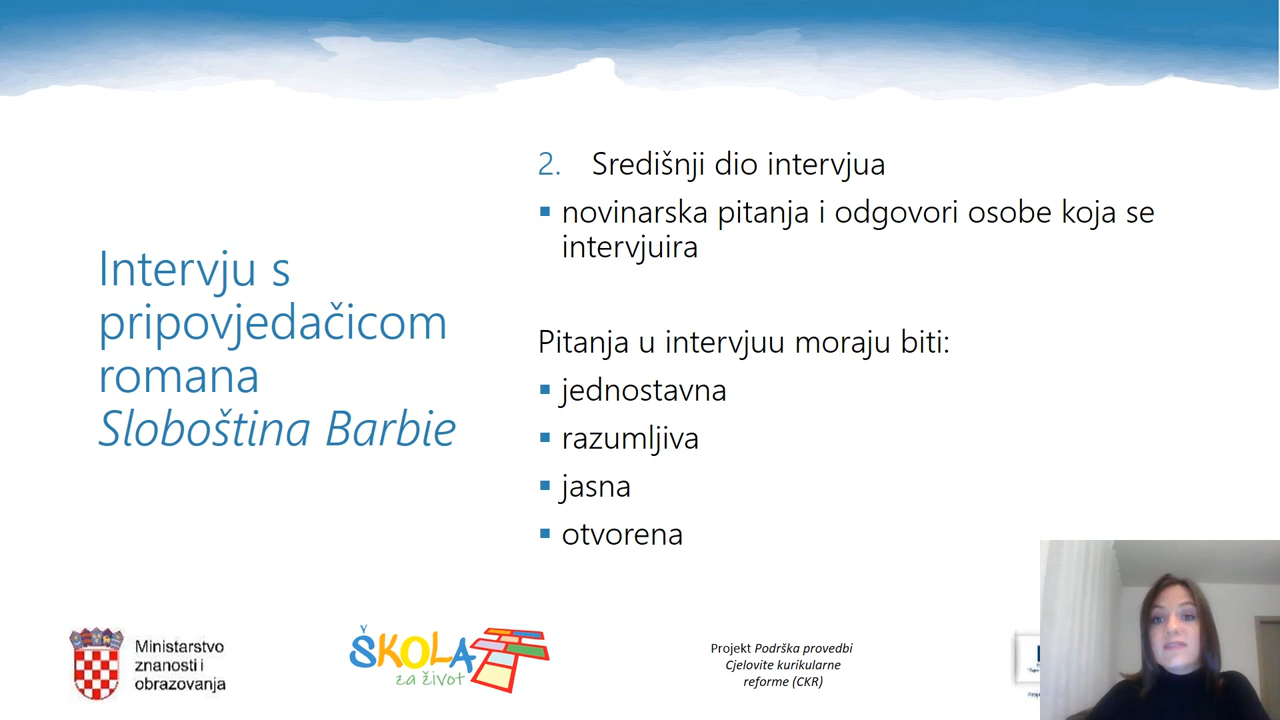 Intervju s
pripovjedačicom
romana
Sloboština Barbie
2. Središnji dio intervjua
novinarska pitanja i odgovori osobe koja se
intervjuira
Pitanja u intervjuu moraju biti:
jednostavna
razumljiva
jasna
otvorena
Ministarstvo
znanosti i
obrazovanja
ŠKOLA
za život
Projekt Podrška provedbi
Cjelovite kurikularne
reforme (CKR)